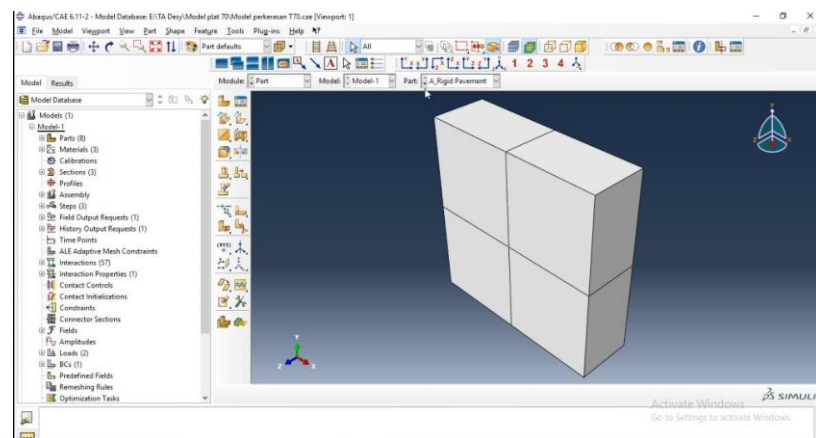 Abaqus/CAE 6.11-2 - Model Database: E:\TA Desy\Model plat 70\Model perkerasan T70.cae [Viewport: 1]
File Model Viewport View Part Shape Feature Tools Plug-ins Help
Part defaults All
1 2 3 4
Model Results Module: Part Model: Model-1 Part: A_Rigid Pavement
Model Database
Models (1)
Model-1
Parts (8)
Materials (3)
Calibrations
Sections (3)
Profiles
Assembly
Steps (3)
Field Output Requests (1)
History Output Requests (1)
Time Points
ALE Adaptive Mesh Constraints
Interactions (57)
Interaction Properties (1)
Contact Controls
Contact Initializations
Constraints
Connector Sections
Fields
Amplitudes
Loads (2)
BCs (1)
Predefined Fields
Remeshing Rules
Optimization Tasks
Y
Z X
SIMULI
Activate Windows
Go to Settings to activate Windows.